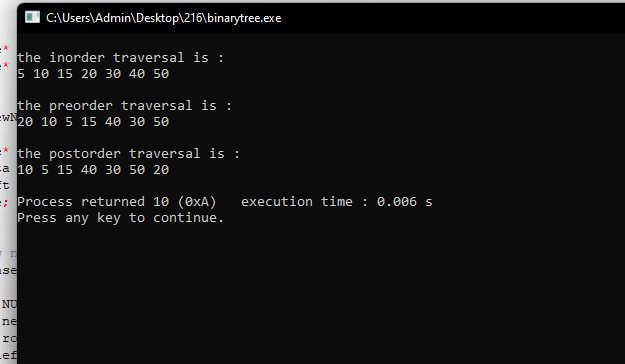 C:\Users\Admin\Desktop\216\binarytree.exe
the inorder traversal is :
5 10 15 20 30 40 50
the preorder traversal is :
20 10 5 15 40 30 50
the postorder traversal is :
10 5 15 40 30 50 20
Process returned 10 (0xA)   execution time : 0.006 s
Press any key to continue.